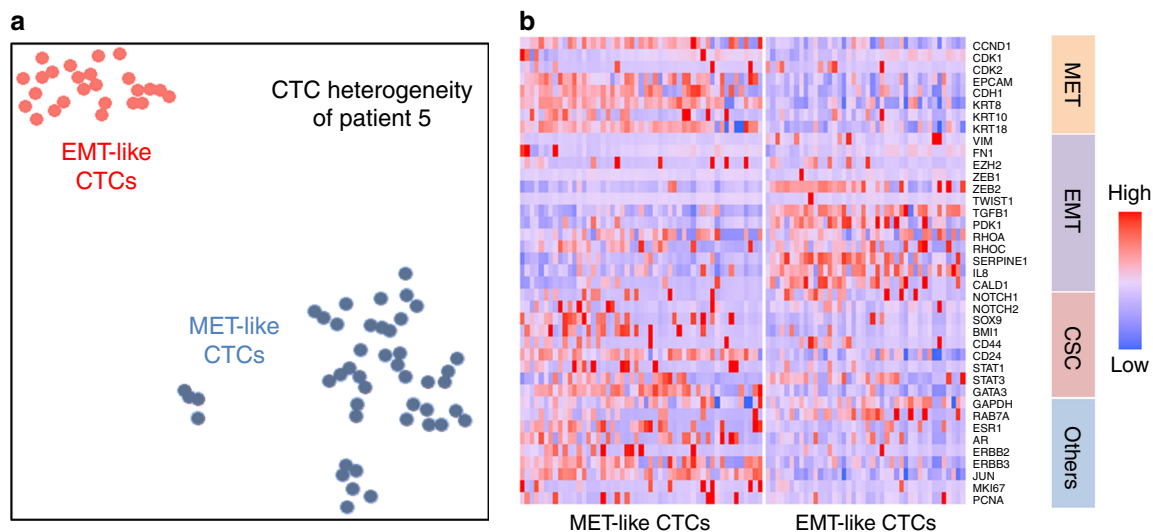 a
CTC heterogeneity
of patient 5
EMT-like
CTCs
MET-like
CTCs
b
CCND1
CDK1
CDK2
EPCAM
CDH1
KRT8
KRT10
KRT18
VIM
FN1
EZH2
ZEB1
ZEB2
TWIST1
TGFB1
PDK1
RHOA
RHOC
SERPINE1
IL8
CALD1
NOTCH1
NOTCH2
SOX9
BMI1
CD44
CD24
STAT1
STAT3
GATA3
GAPDH
RAB7A
ESR1
AR
ERBB2
ERBB3
JUN
MKI67
PCNA
MET
EMT
CSC
Others
High
Low
MET-like CTCs
EMT-like CTCs